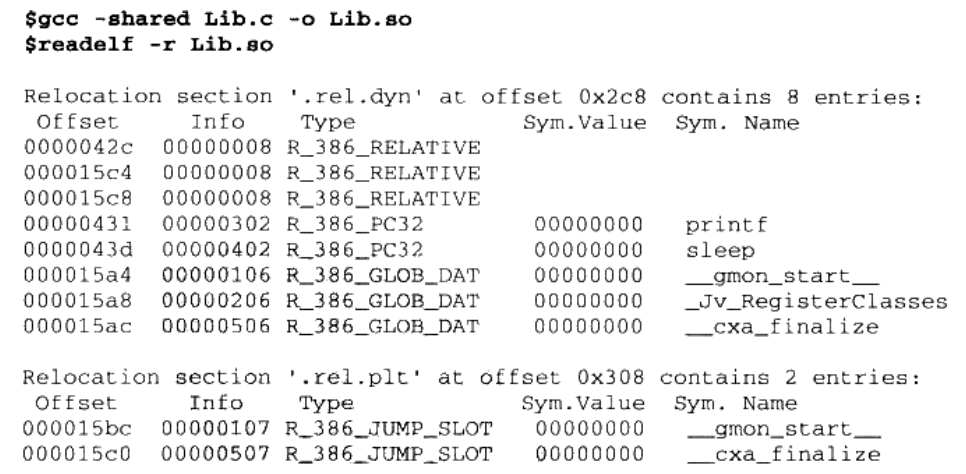 $gcc -shared Lib.c -o Lib.so
$readelf -r Lib.so
Relocation section '.rel.dyn' at offset 0x2c8 contains 8 entries:
Offset Info Type Sym.Value Sym. Name
0000042c 00000008 R_386_RELATIVE
000015c4 00000008 R_386_RELATIVE
000015c8 00000008 R_386_RELATIVE
00000431 00000302 R_386_PC32 00000000 printf
0000043d 00000402 R_386_PC32 00000000 sleep
000015a4 00000106 R_386_GLOB_DAT 00000000 __gmon_start__
000015a8 00000206 R_386_GLOB_DAT 00000000 _Jv_RegisterClasses
000015ac 00000506 R_386_GLOB_DAT 00000000 __cxa_finalize
Relocation section '.rel.plt' at offset 0x308 contains 2 entries:
Offset Info Type Sym.Value Sym. Name
000015bc 00000107 R_386_JUMP_SLOT 00000000 __gmon_start__
000015c0 00000507 R_386_JUMP_SLOT 00000000 __cxa_finalize